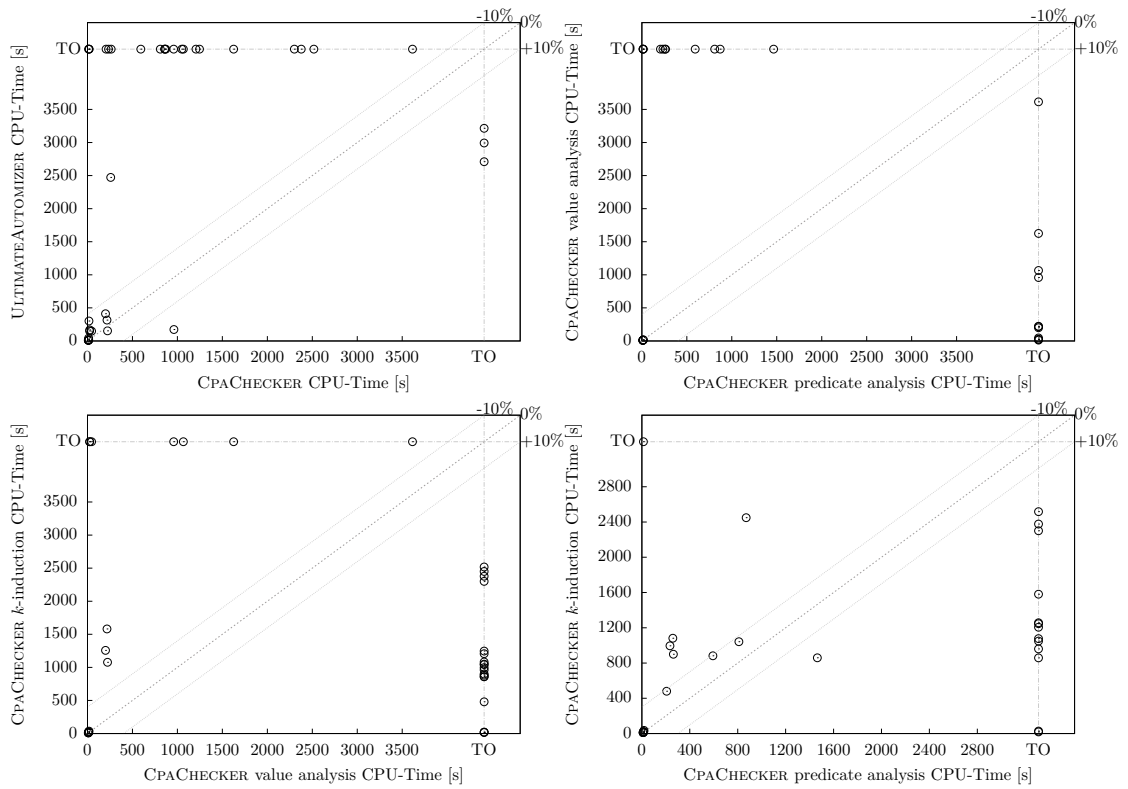 -10%
0%
+10%
TO
3500
3000
2500
2000
1500
1000
500
0
ULTIMATEAUTOMIZER CPU-Time [s]
0 500 1000 1500 2000 2500 3000 3500 TO
CPACHECKER CPU-Time [s]
-10%
0%
+10%
TO
3500
3000
2500
2000
1500
1000
500
0
CPACHECKER value analysis CPU-Time [s]
0 500 1000 1500 2000 2500 3000 3500 TO
CPACHECKER predicate analysis CPU-Time [s]
-10%
0%
+10%
TO
3500
3000
2500
2000
1500
1000
500
0
CPACHECKER k-induction CPU-Time [s]
0 500 1000 1500 2000 2500 3000 3500 TO
CPACHECKER value analysis CPU-Time [s]
-10%
0%
+10%
TO
2800
2400
2000
1600
1200
800
400
0
CPACHECKER k-induction CPU-Time [s]
0 400 800 1200 1600 2000 2400 2800 TO
CPACHECKER predicate analysis CPU-Time [s]